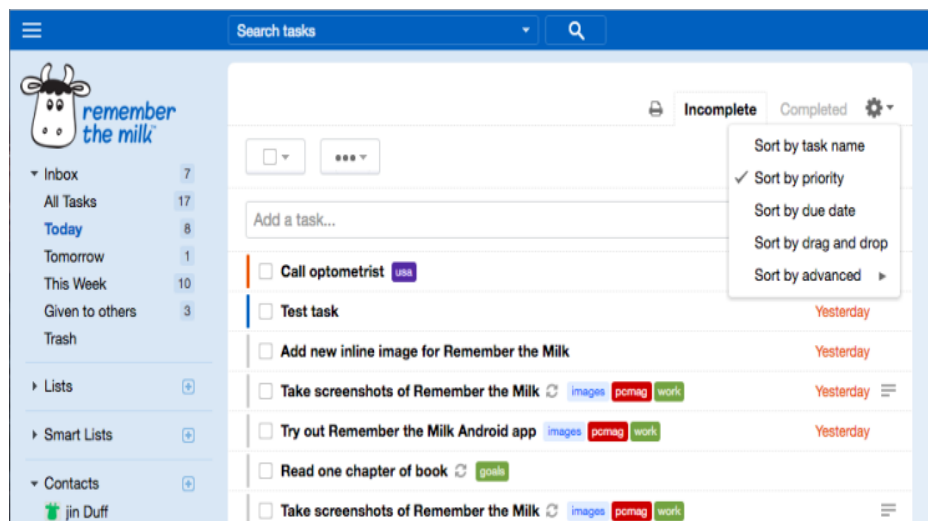 Search tasks
remember
the milk
Incomplete
Completed
Sort by task name
Sort by priority
Sort by due date
Sort by drag and drop
Sort by advanced
Inbox 7
All Tasks 17
Today 8
Tomorrow 1
This Week 10
Given to others 3
Trash
Lists
Smart Lists
Contacts
jin Duff
Add a task...
Call optometrist usa
Test task Yesterday
Add new inline image for Remember the Milk Yesterday
Take screenshots of Remember the Milk images pcmag work Yesterday
Try out Remember the Milk Android app images pcmag work Yesterday
Read one chapter of book goals
Take screenshots of Remember the Milk images pcmag work